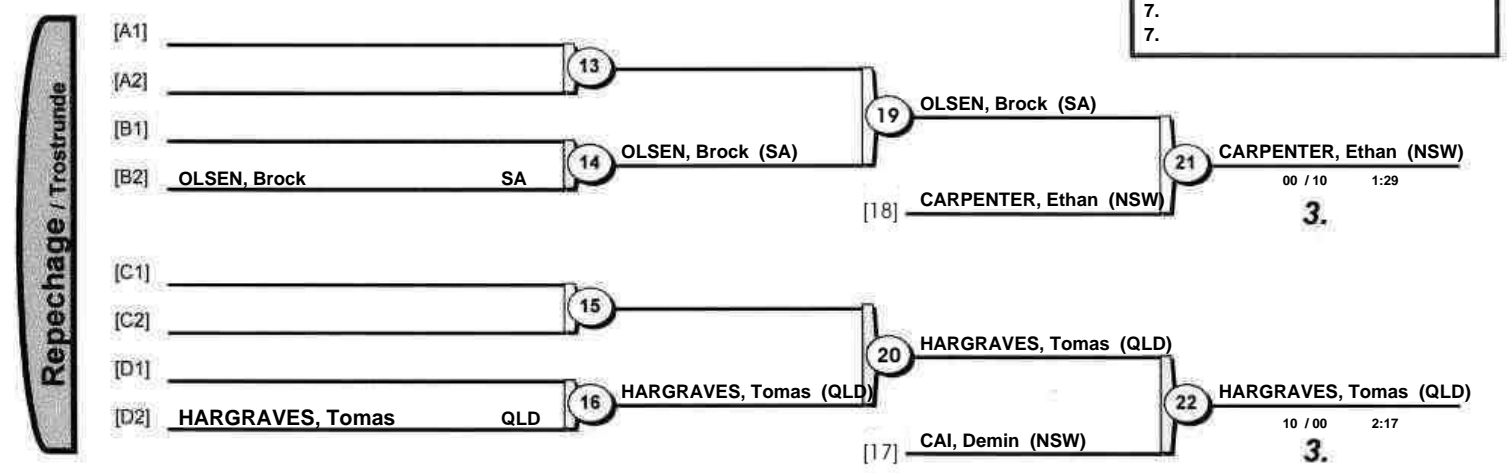 7.
7.
Repechage / Trostrunde
[A1]
13
[A2]
19
OLSEN, Brock (SA)
[B1]
14
OLSEN, Brock (SA)
21
CARPENTER, Ethan (NSW)
[B2] OLSEN, Brock SA
00 / 10 1:29
[18] CARPENTER, Ethan (NSW)
3.
[C1]
15
[C2]
20
HARGRAVES, Tomas (QLD)
[D1]
16
HARGRAVES, Tomas (QLD)
22
HARGRAVES, Tomas (QLD)
[D2] HARGRAVES, Tomas QLD
10 / 00 2:17
[17] CAI, Demin (NSW)
3.